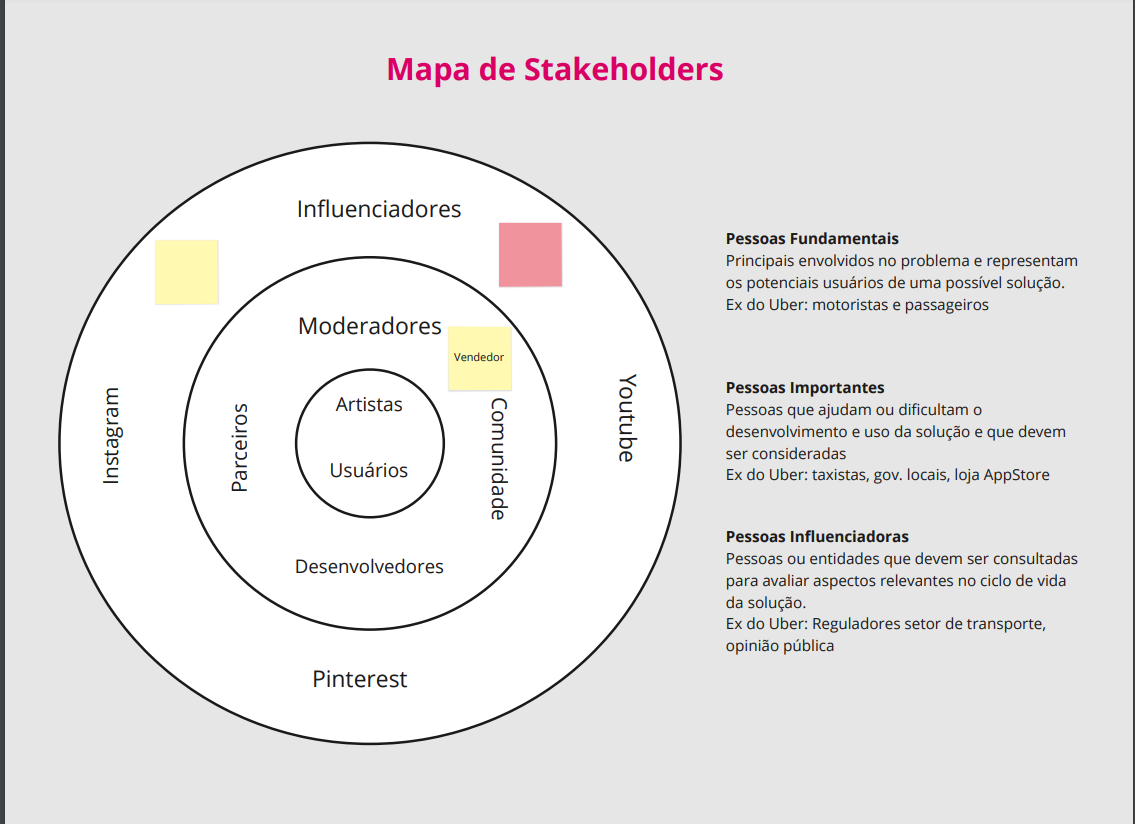 Mapa de Stakeholders
Influenciadores
Moderadores
Vendedor
Artistas
Usuários
Instagram
Parceiros
Comunidade
Youtube
Desenvolvedores
Pinterest
Pessoas Fundamentais
Principais envolvidos no problema e representam
os potenciais usuários de uma possível solução.
Ex do Uber: motoristas e passageiros
Pessoas Importantes
Pessoas que ajudam ou dificultam o
desenvolvimento e uso da solução e que devem
ser consideradas
Ex do Uber: taxistas, gov. locais, loja AppStore
Pessoas Influenciadoras
Pessoas ou entidades que devem ser consultadas
para avaliar aspectos relevantes no ciclo de vida
da solução.
Ex do Uber: Reguladores setor de transporte,
opinião pública